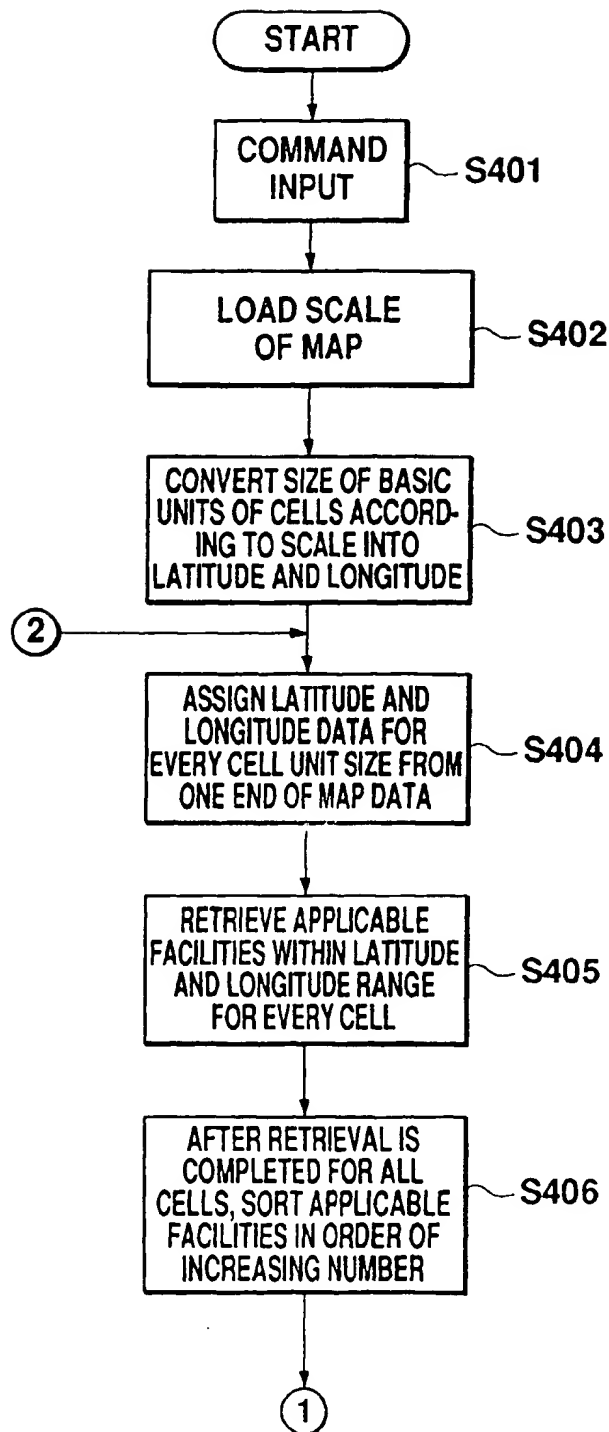 START
COMMAND
INPUT
S401
LOAD SCALE
OF MAP
S402
CONVERT SIZE OF BASIC
UNITS OF CELLS ACCORD-
ING TO SCALE INTO
LATITUDE AND LONGITUDE
S403
2
ASSIGN LATITUDE AND
LONGITUDE DATA FOR
EVERY CELL UNIT SIZE FROM
ONE END OF MAP DATA
S404
RETRIEVE APPLICABLE
FACILITIES WITHIN LATITUDE
AND LONGITUDE RANGE
FOR EVERY CELL
S405
AFTER RETRIEVAL IS
COMPLETED FOR ALL
CELLS, SORT APPLICABLE
FACILITIES IN ORDER OF
INCREASING NUMBER
S406
1